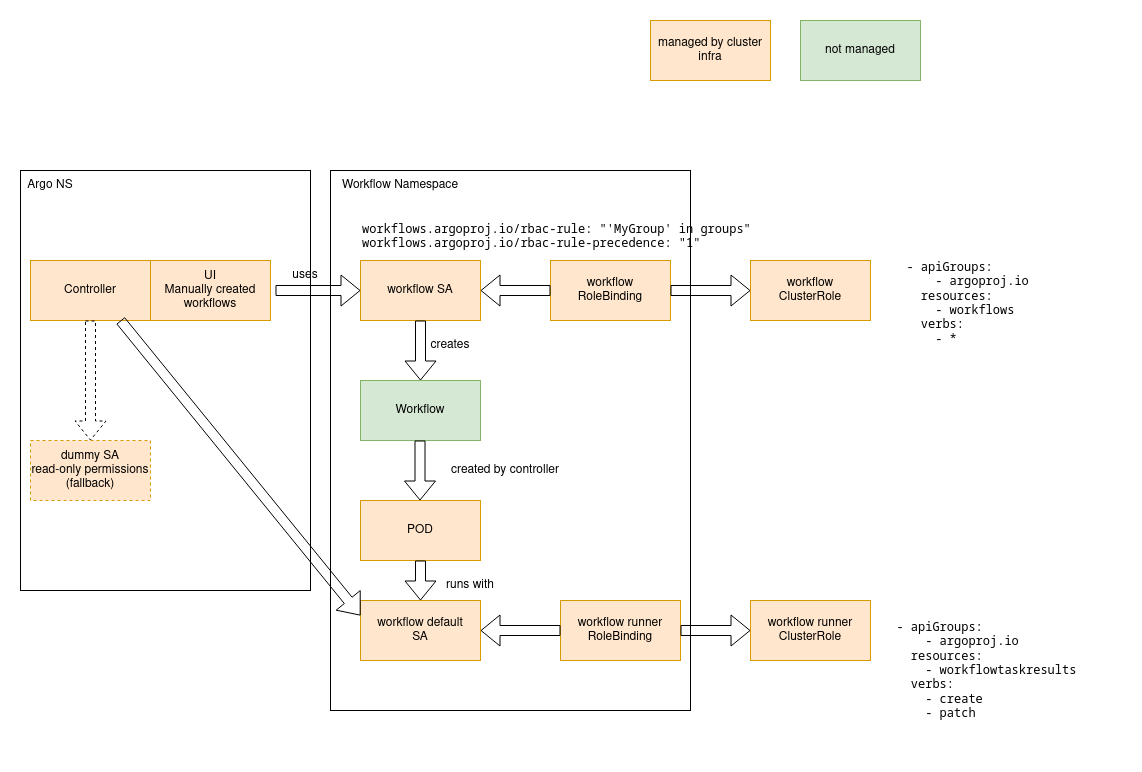 managed by cluster
infra
not managed
Argo NS
Workflow Namespace
workflows.argoproj.io/rbac-rule: "'MyGroup' in groups"
workflows.argoproj.io/rbac-rule-precedence: "1"
Controller
UI
Manually created
workflows
uses
workflow SA
workflow
RoleBinding
workflow
ClusterRole
- apiGroups:
    - argoproj.io
  resources:
    - workflows
  verbs:
    - *
creates
Workflow
dummy SA
read-only permissions
(fallback)
created by controller
POD
runs with
workflow default
SA
workflow runner
RoleBinding
workflow runner
ClusterRole
- apiGroups:
    - argoproj.io
  resources:
    - workflowtaskresults
  verbs:
    - create
    - patch